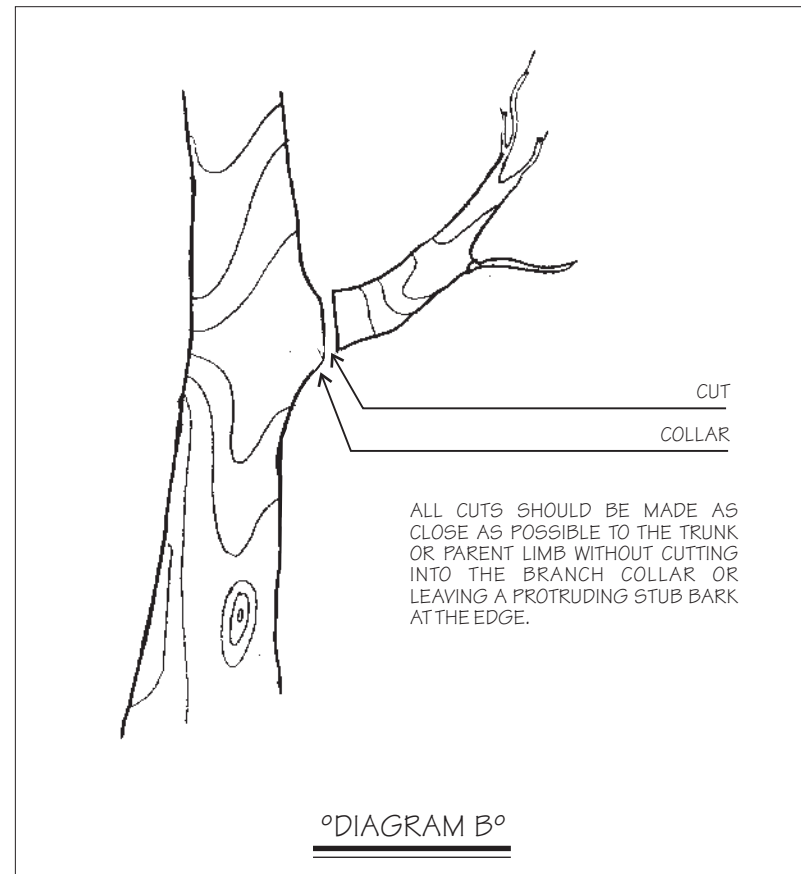 CUT
COLLAR
ALL CUTS SHOULD BE MADE AS
CLOSE AS POSSIBLE TO THE TRUNK
OR PARENT LIMB WITHOUT CUTTING
INTO THE BRANCH COLLAR OR
LEAVING A PROTRUDING STUB BARK
AT THE EDGE.
°DIAGRAM B°